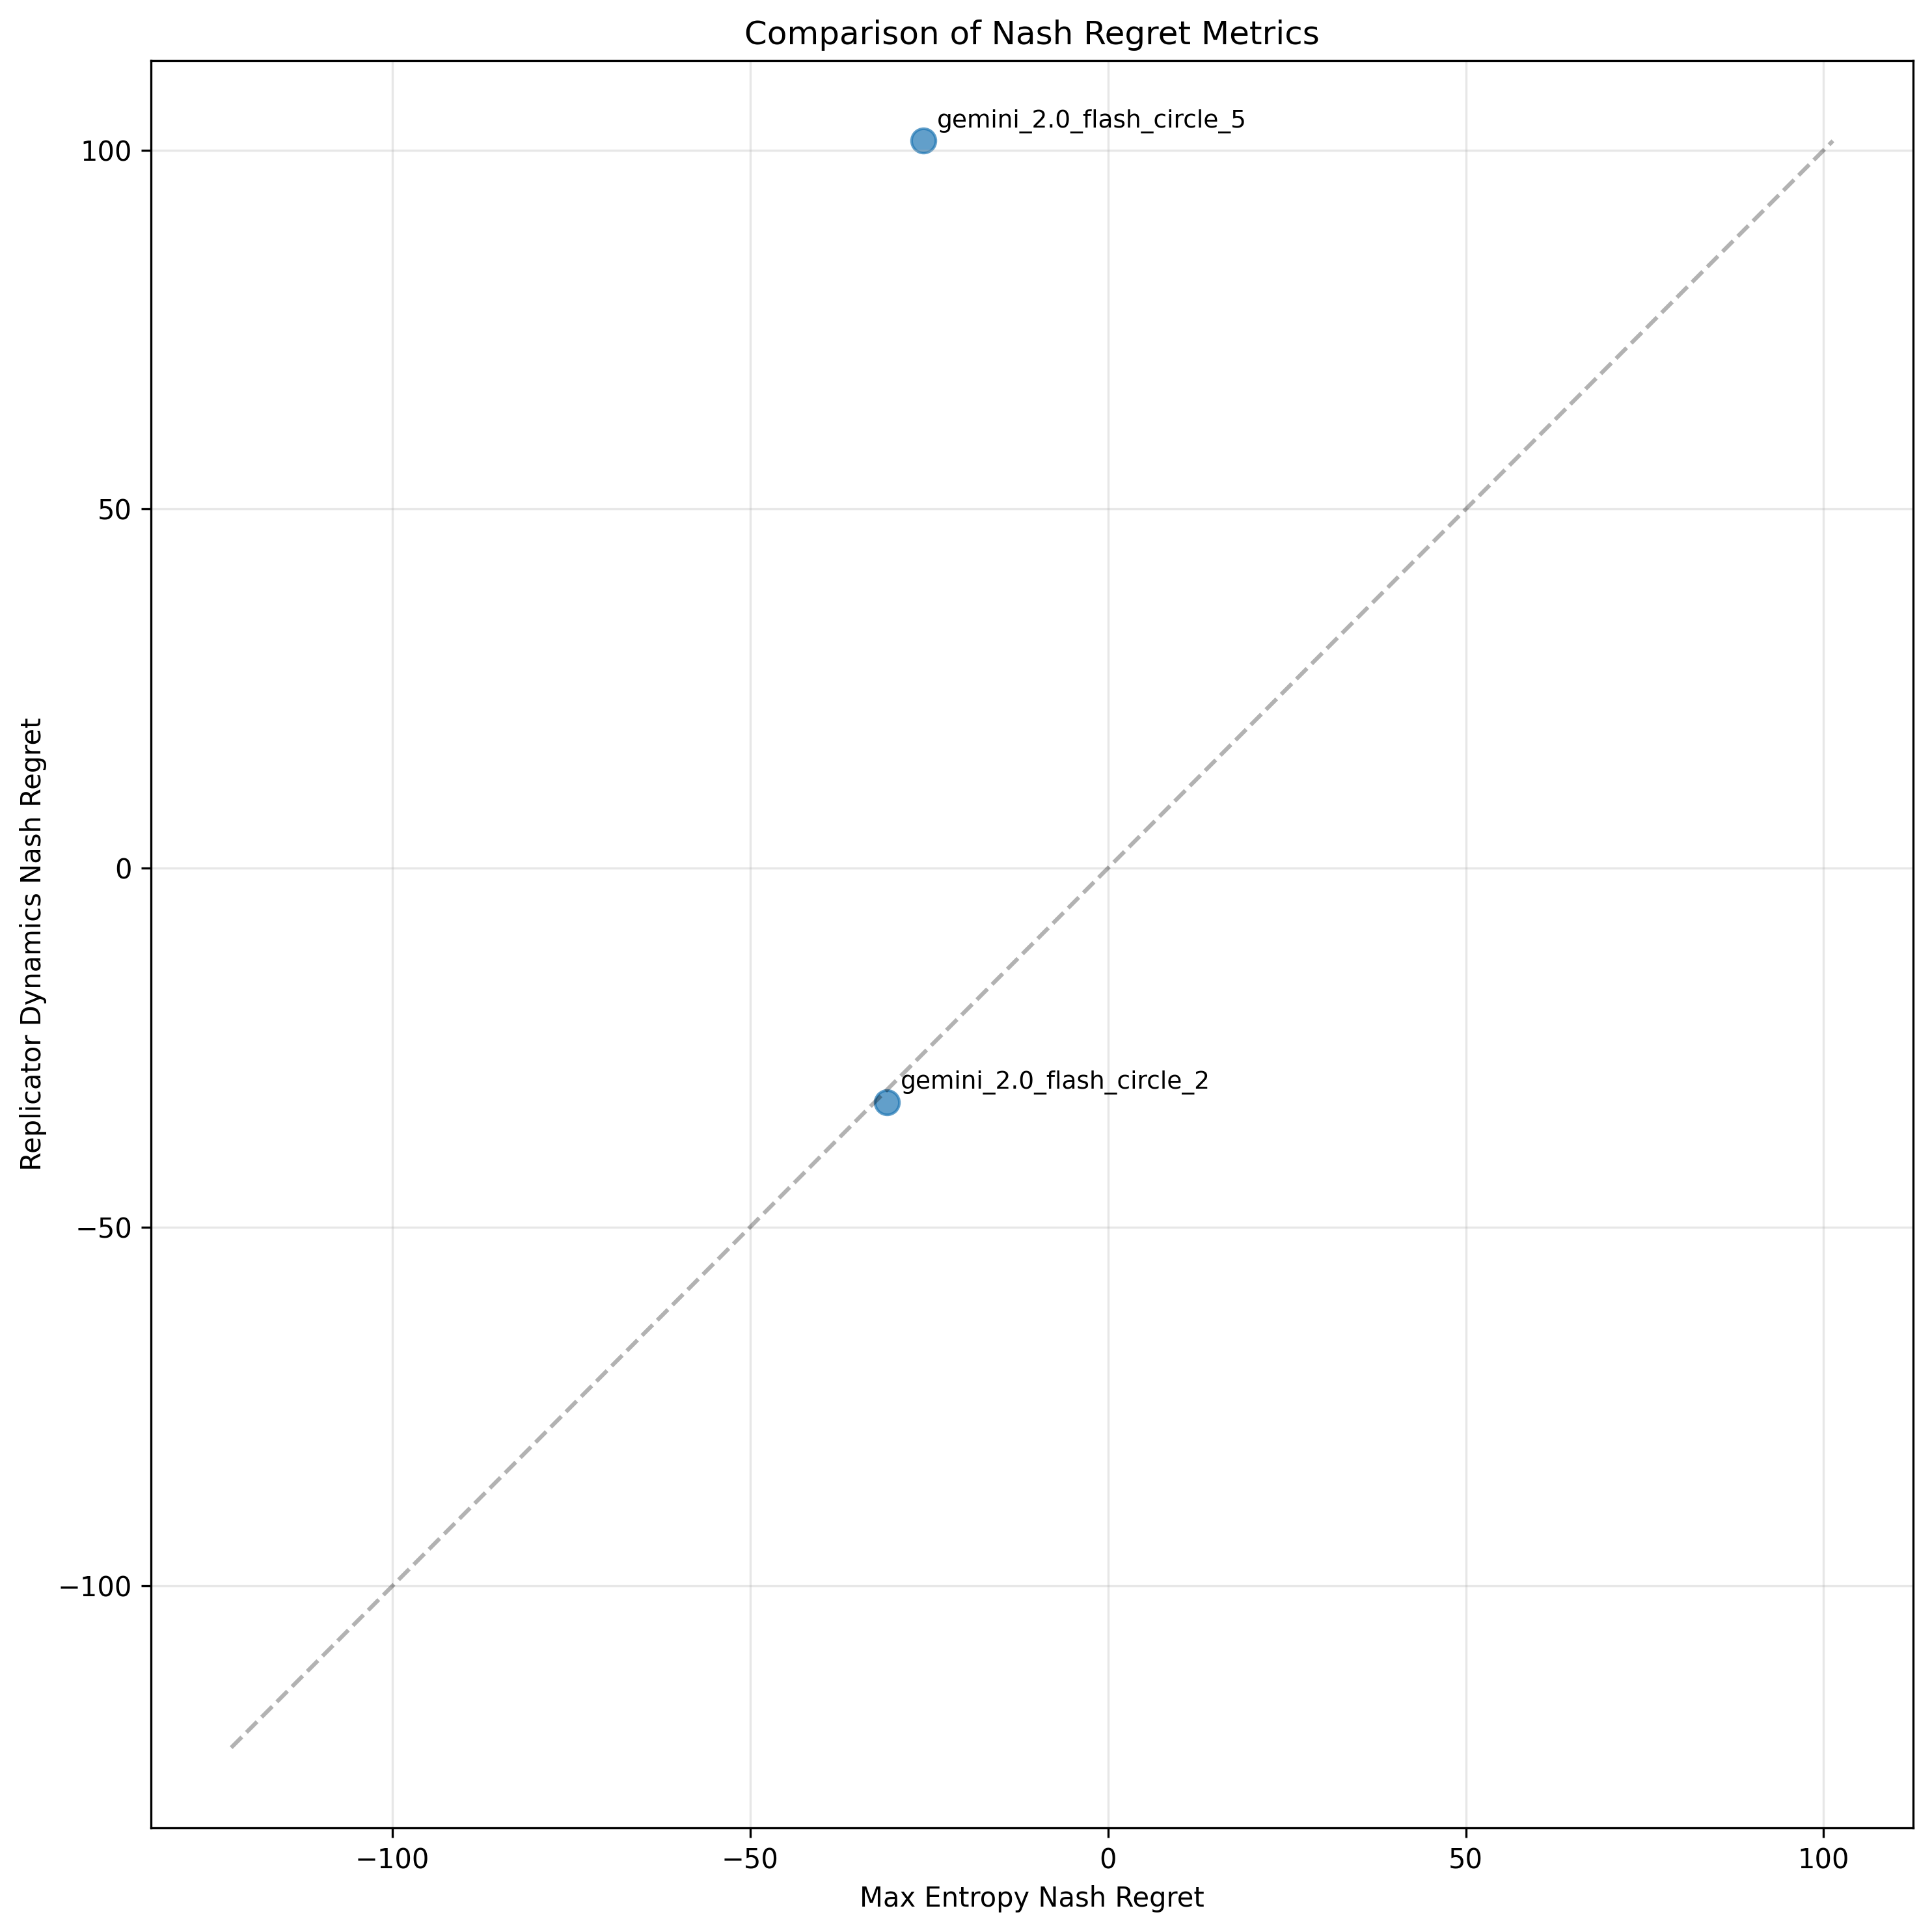 Comparison of Nash Regret Metrics
gemini_2.0_flash_circle_5
gemini_2.0_flash_circle_2
100
50
0
−50
−100
Replicator Dynamics Nash Regret
−100
−50
0
50
100
Max Entropy Nash Regret